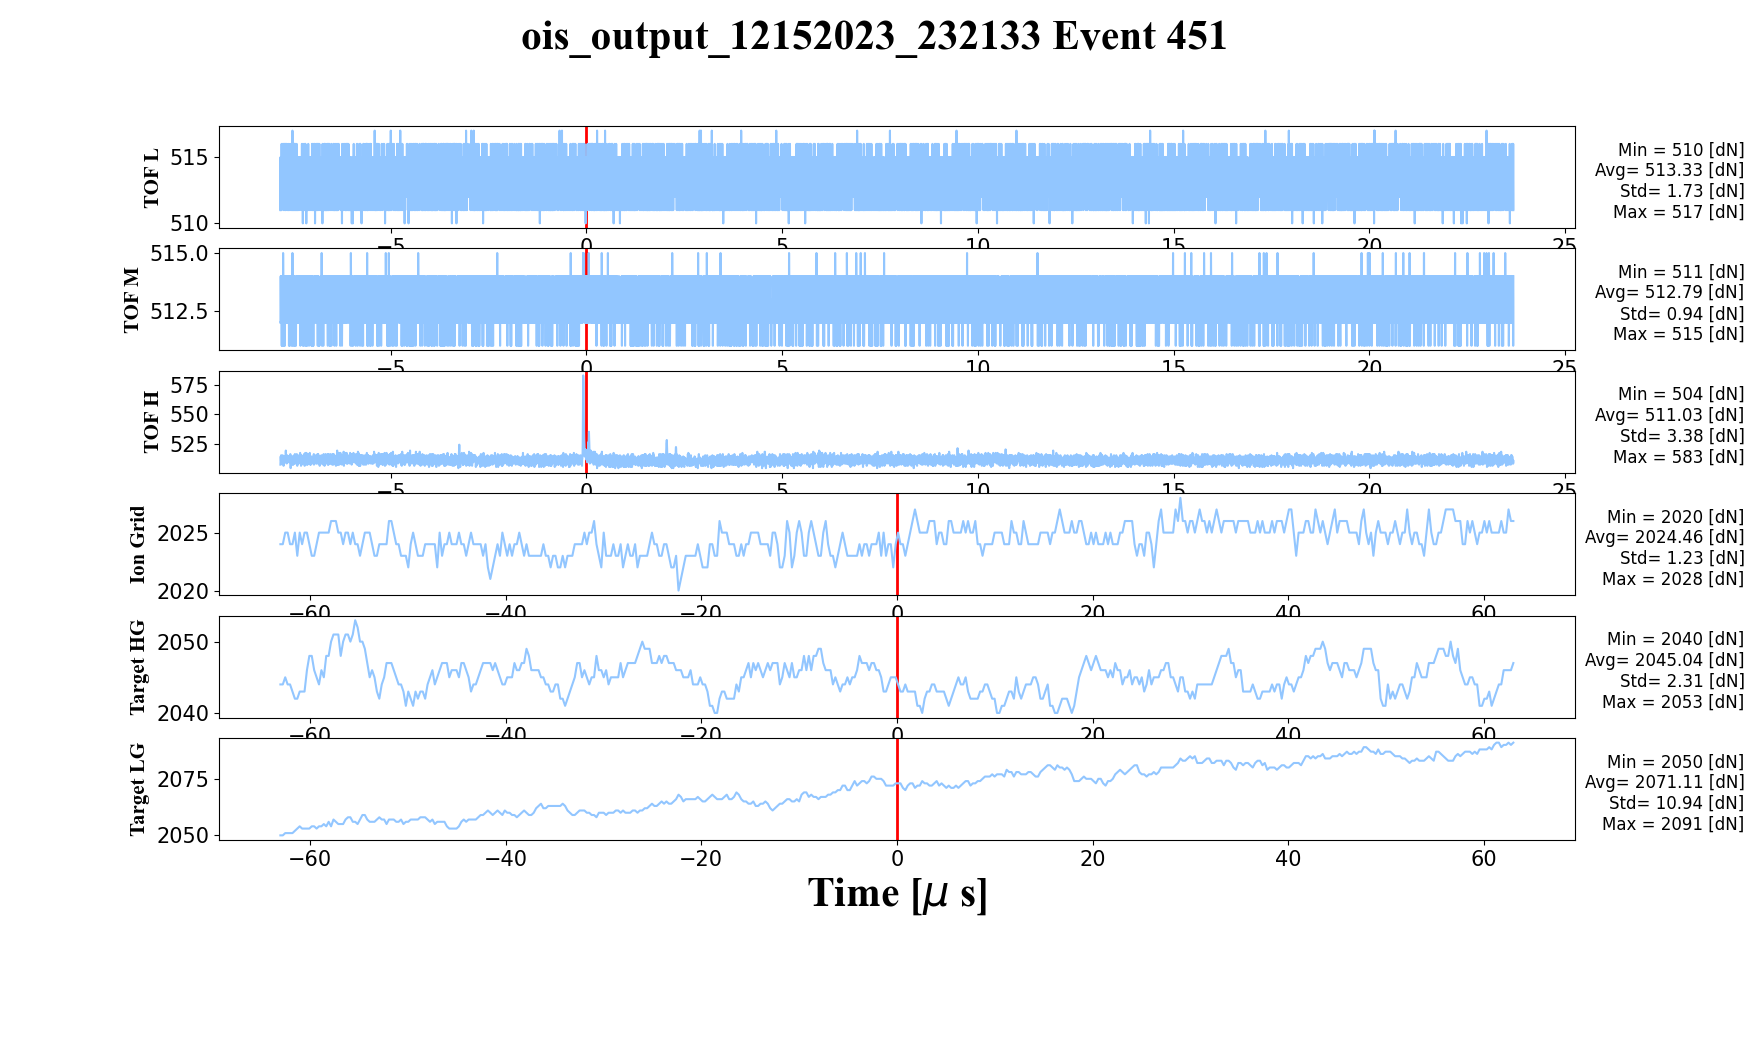 ois_output_12152023_232133 Event 451
TOF L
515
510
−5
0
5
10
15
20
25
Min = 510 [dN]
Avg= 513.33 [dN]
Std= 1.73 [dN]
Max = 517 [dN]
TOF M
515.0
512.5
−5
0
5
10
15
20
25
Min = 511 [dN]
Avg= 512.79 [dN]
Std= 0.94 [dN]
Max = 515 [dN]
TOF H
575
550
525
−5
0
5
10
15
20
25
Min = 504 [dN]
Avg= 511.03 [dN]
Std= 3.38 [dN]
Max = 583 [dN]
Ion Grid
2025
2020
−60
−40
−20
0
20
40
60
Min = 2020 [dN]
Avg= 2024.46 [dN]
Std= 1.23 [dN]
Max = 2028 [dN]
Target HG
2050
2040
−60
−40
−20
0
20
40
60
Min = 2040 [dN]
Avg= 2045.04 [dN]
Std= 2.31 [dN]
Max = 2053 [dN]
Target LG
2075
2050
−60
−40
−20
0
20
40
60
Min = 2050 [dN]
Avg= 2071.11 [dN]
Std= 10.94 [dN]
Max = 2091 [dN]
Time [μ s]